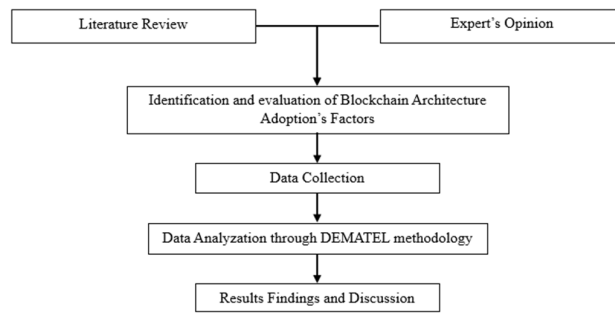 Literature Review
Expert's Opinion
Identification and evaluation of Blockchain Architecture
Adoption's Factors
Data Collection
Data Analyzation through DEMATEL methodology
Results Findings and Discussion